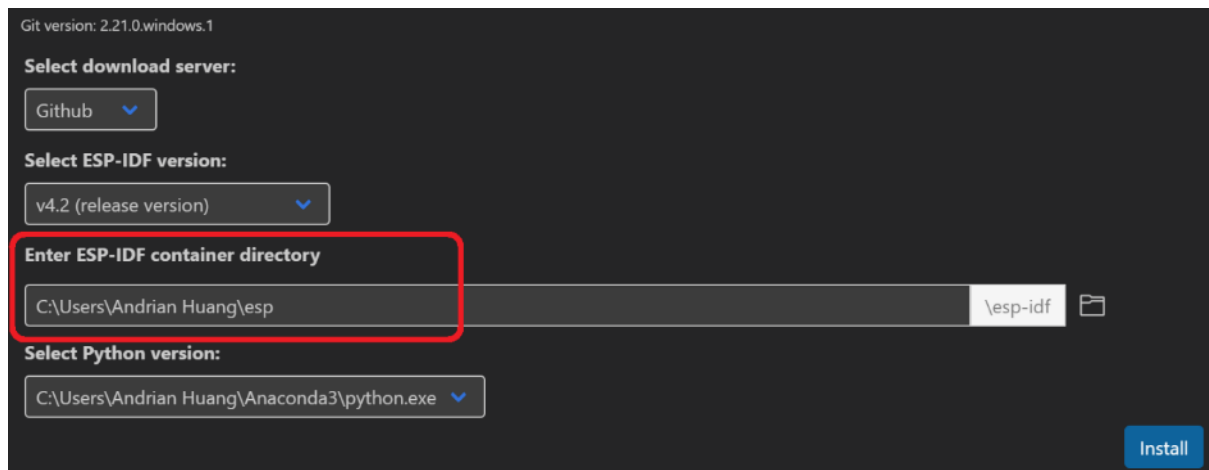 Git version: 2.21.0.windows.1
Select download server:
Github
Select ESP-IDF version:
v4.2 (release version)
Enter ESP-IDF container directory
C:\Users\Andrian Huang\esp \esp-idf
Select Python version:
C:\Users\Andrian Huang\Anaconda3\python.exe
Install